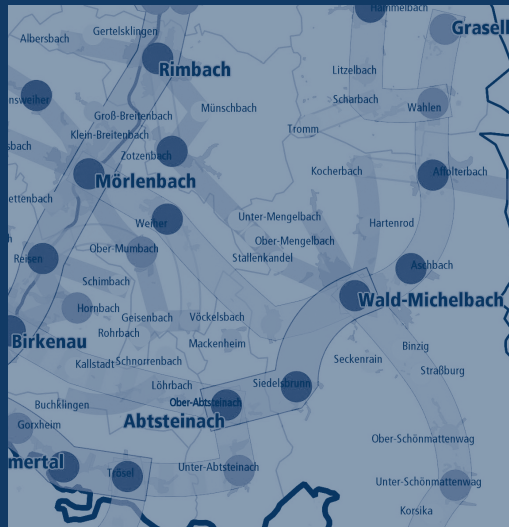 Hammelbach
Gertelsklingen
Albersbach
Rimbach
Litzelbach
Scharbach
Wahlen
Münschbach
Groß-Breitenbach
Klein-Breitenbach
Tromm
Zotzenbach
Kocherbach
Affolterbach
Mörlenbach
Unter-Mengelbach
Weiher
Hartenrod
Ober-Mumbach
Ober-Mengelbach
Reisen
Stallenkandel
Aschbach
Schimbach
Wald-Michelbach
Hornbach
Geisenbach
Vöckelsbach
Rohrbach
Birkenau
Mackenheim
Binzig
Seckenrain
Kallstadt
Schnorrenbach
Straßburg
Löhrbach
Siedelsbrunn
Buchklingen
Ober-Abtsteinach
Abtsteinach
Gorxheim
Ober-Schönmattenwag
mertal
Trösel
Unter-Abtsteinach
Unter-Schönmattenwag
Korsika